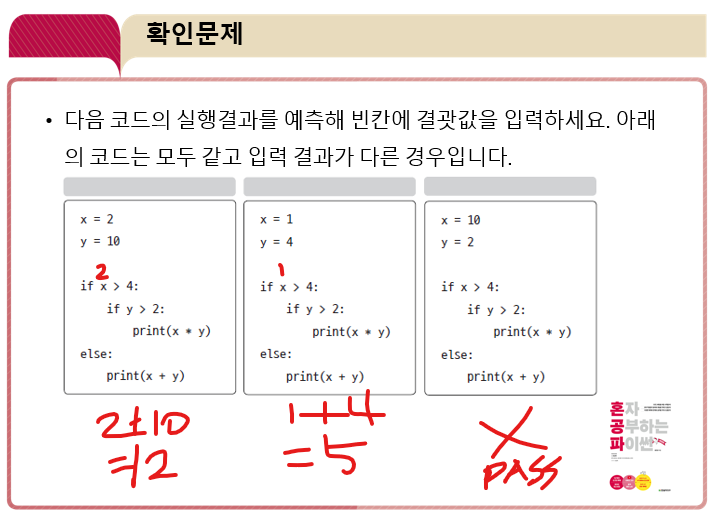 확인문제
• 다음 코드의 실행결과를 예측해 빈칸에 결괏값을 입력하세요. 아래
의 코드는 모두 같고 입력 결과가 다른 경우입니다.
x = 2
y = 10
2
if x > 4:
if y > 2:
print(x * y)
else:
print(x + y)
2+10
=12
x = 1
y = 4
1
if x > 4:
if y > 2:
print(x * y)
else:
print(x + y)
1+4
=5
x = 10
y = 2
if x > 4:
if y > 2:
print(x * y)
else:
print(x + y)
X
PASS
혼자
공부하는
파이썬